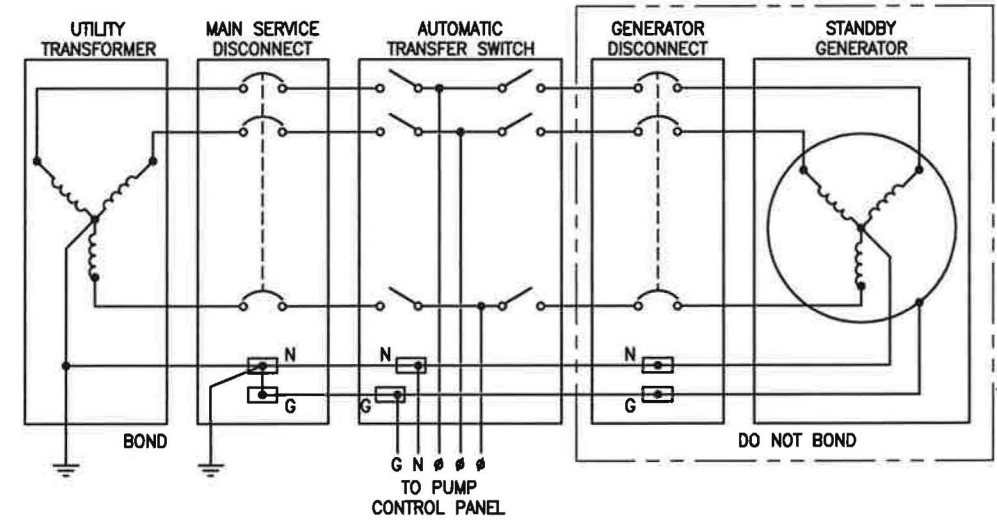 UTILITY
TRANSFORMER
MAIN SERVICE
DISCONNECT
AUTOMATIC
TRANSFER SWITCH
GENERATOR
DISCONNECT
STANDBY
GENERATOR
N
N
N
G
G
G
BOND
DO NOT BOND
G N ø ø ø
TO PUMP
CONTROL PANEL